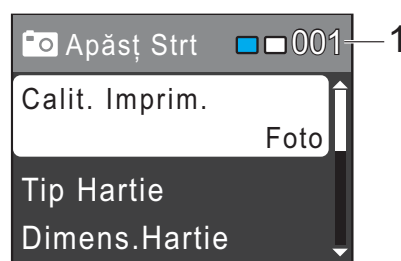 Apăsț Strt 001 1
Calit. Imprim.
Foto
Tip Hartie
Dimens.Hartie